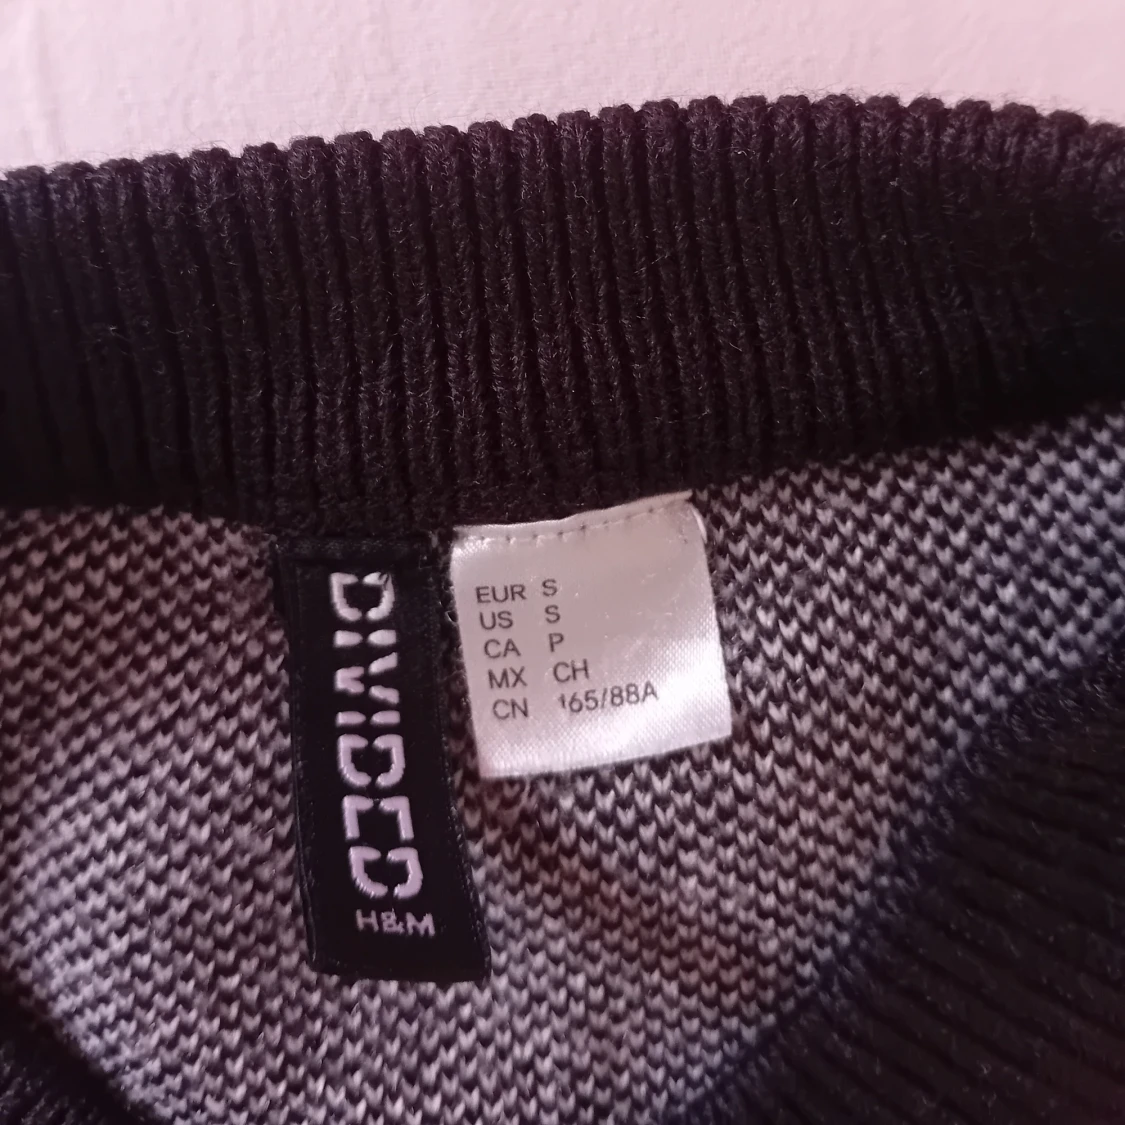 DIVIDED
H&M
EUR S
US S
CA P
MX CH
CN 165/88A